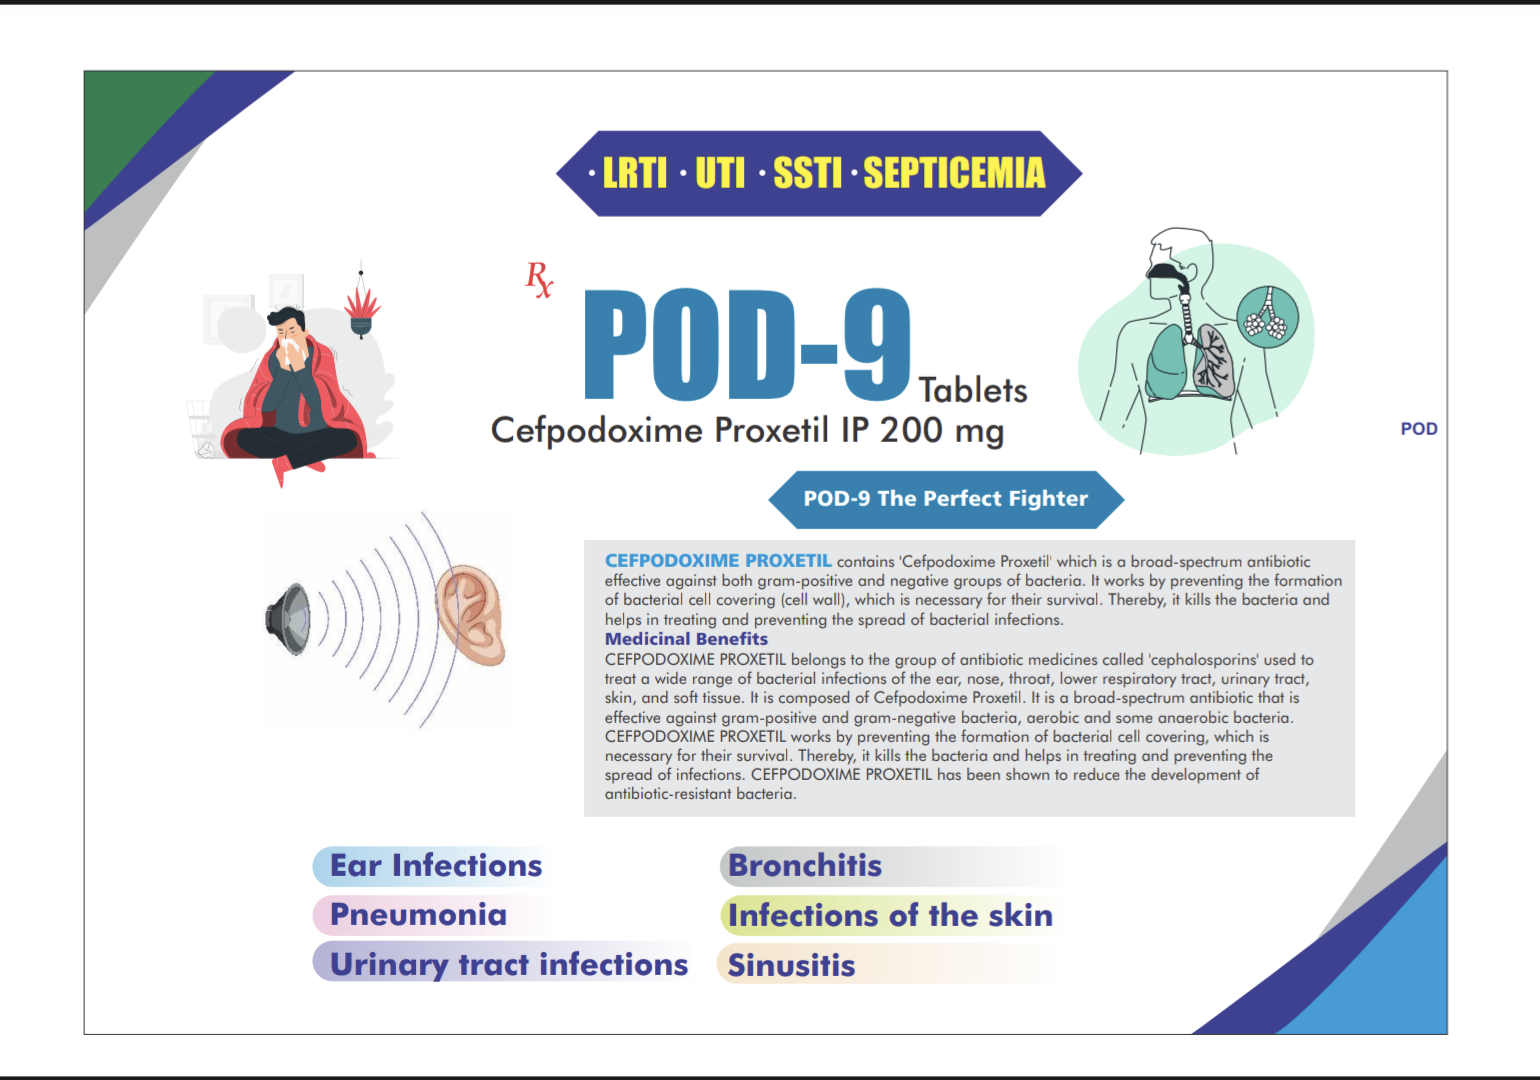 · LRTI · UTI · SSTI · SEPTICEMIA
Rx
POD-9 Tablets
Cefpodoxime Proxetil IP 200 mg
POD
POD-9 The Perfect Fighter
CEFPODOXIME PROXETIL contains 'Cefpodoxime Proxetil' which is a broad-spectrum antibiotic
effective against both gram-positive and negative groups of bacteria. It works by preventing the formation
of bacterial cell covering (cell wall), which is necessary for their survival. Thereby, it kills the bacteria and
helps in treating and preventing the spread of bacterial infections.
Medicinal Benefits
CEFPODOXIME PROXETIL belongs to the group of antibiotic medicines called 'cephalosporins' used to
treat a wide range of bacterial infections of the ear, nose, throat, lower respiratory tract, urinary tract,
skin, and soft tissue. It is composed of Cefpodoxime Proxetil. It is a broad-spectrum antibiotic that is
effective against gram-positive and gram-negative bacteria, aerobic and some anaerobic bacteria.
CEFPODOXIME PROXETIL works by preventing the formation of bacterial cell covering, which is
necessary for their survival. Thereby, it kills the bacteria and helps in treating and preventing the
spread of infections. CEFPODOXIME PROXETIL has been shown to reduce the development of
antibiotic-resistant bacteria.
Ear Infections
Pneumonia
Urinary tract infections
Bronchitis
Infections of the skin
Sinusitis